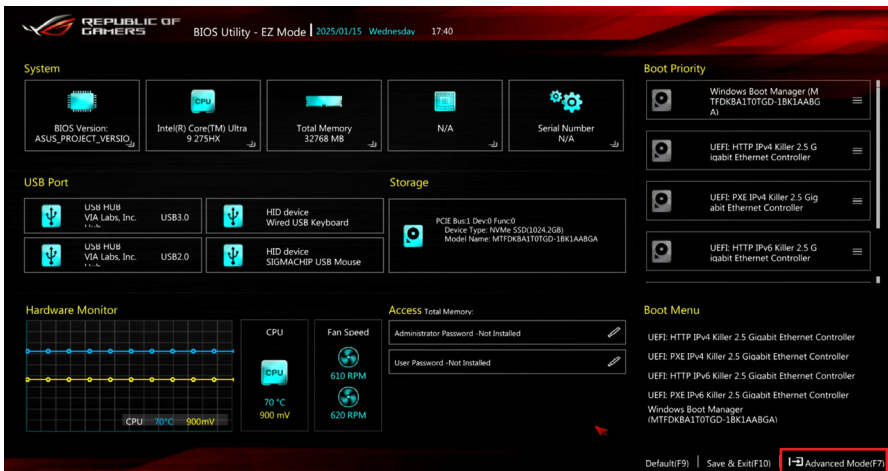 REPUBLIC OF
GAMERS
BIOS Utility - EZ Mode 2025/01/15 Wednesday 17:40
System
BIOS Version:
ASUS_PROJECT_VERSIO
CPU
Intel(R) Core(TM) Ultra
9 275HX
Total Memory
32768 MB
N/A
Serial Number
N/A
Boot Priority
Windows Boot Manager (M
TFDKBA1T0TGD-1BK1AABG
A)
UEFI: HTTP IPv4 Killer 2.5 G
igabit Ethernet Controller
UEFI: PXE IPv4 Killer 2.5 Gig
abit Ethernet Controller
UEFI: HTTP IPv6 Killer 2.5 G
igabit Ethernet Controller
USB Port
USB HUB
VIA Labs, Inc.
Hub
USB3.0
HID device
Wired USB Keyboard
USB HUB
VIA Labs, Inc.
Hub
USB2.0
HID device
SIGMACHIP USB Mouse
Storage
PCIE Bus:1 Dev:0 Func:0
Device Type: NVMe SSD(1024.2GB)
Model Name: MTFDKBA1T0TGD-1BK1AABGA
Hardware Monitor
CPU 70°C 900mV
CPU
CPU
70 °C
900 mV
Fan Speed
610 RPM
620 RPM
Access Total Memory:
Administrator Password -Not Installed
User Password -Not Installed
Boot Menu
UEFI: HTTP IPv4 Killer 2.5 Gigabit Ethernet Controller
UEFI: PXE IPv4 Killer 2.5 Gigabit Ethernet Controller
UEFI: HTTP IPv6 Killer 2.5 Gigabit Ethernet Controller
UEFI: PXE IPv6 Killer 2.5 Gigabit Ethernet Controller
Windows Boot Manager
(MTFDKBA1T0TGD-1BK1AABGA)
Default(F9) Save & Exit(F10) Advanced Mode(F7)